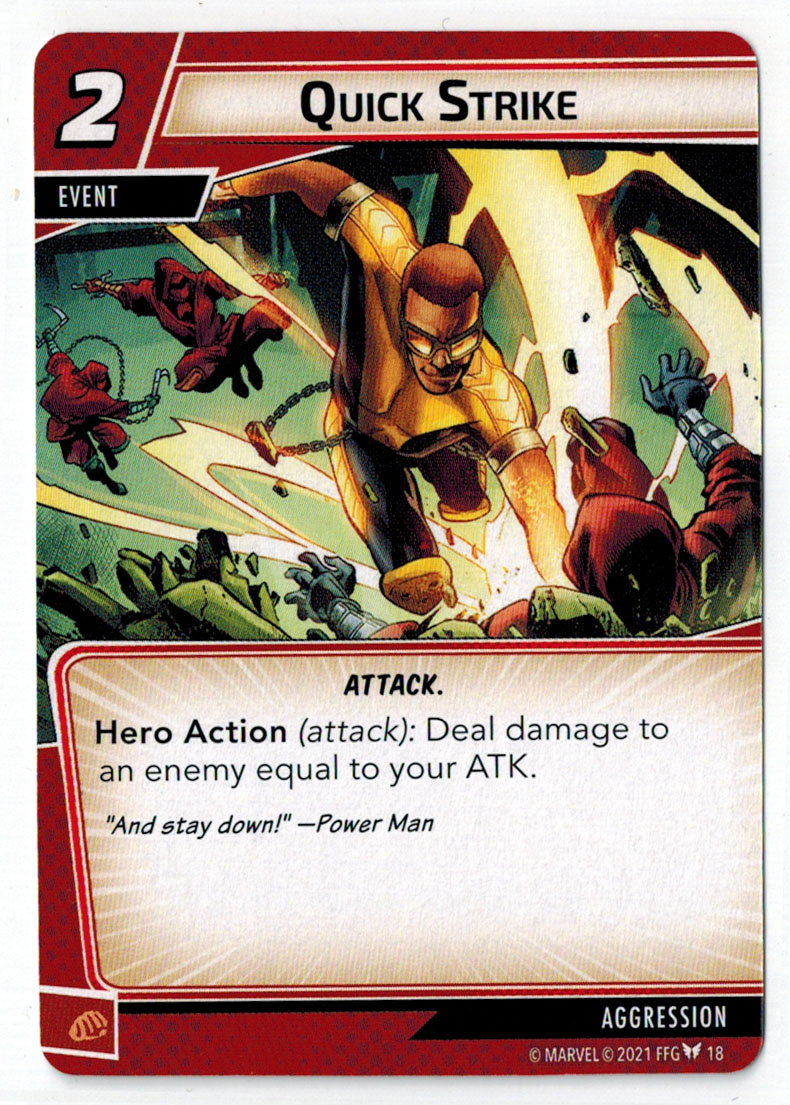 2
QUICK STRIKE
EVENT
ATTACK.
Hero Action (attack): Deal damage to
an enemy equal to your ATK.
"And stay down!" —Power Man
AGGRESSION
© MARVEL © 2021 FFG 18